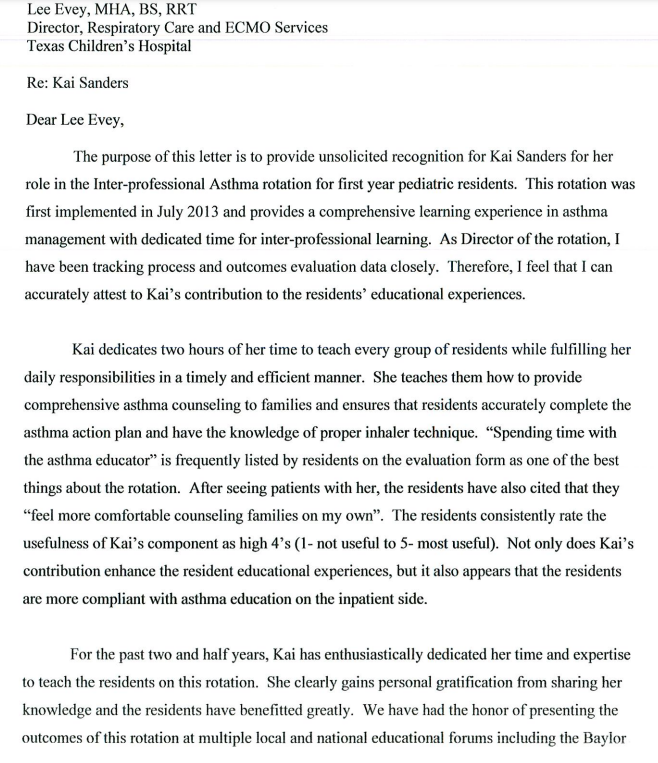 Lee Evey, MHA, BS, RRT
Director, Respiratory Care and ECMO Services
Texas Children's Hospital
Re: Kai Sanders
Dear Lee Evey,
The purpose of this letter is to provide unsolicited recognition for Kai Sanders for her
role in the Inter-professional Asthma rotation for first year pediatric residents.  This rotation was
first implemented in July 2013 and provides a comprehensive learning experience in asthma
management with dedicated time for inter-professional learning.  As Director of the rotation, I
have been tracking process and outcomes evaluation data closely.  Therefore, I feel that I can
accurately attest to Kai's contribution to the residents' educational experiences.
Kai dedicates two hours of her time to teach every group of residents while fulfilling her
daily responsibilities in a timely and efficient manner.  She teaches them how to provide
comprehensive asthma counseling to families and ensures that residents accurately complete the
asthma action plan and have the knowledge of proper inhaler technique.  “Spending time with
the asthma educator” is frequently listed by residents on the evaluation form as one of the best
things about the rotation.  After seeing patients with her, the residents have also cited that they
“feel more comfortable counseling families on my own”.  The residents consistently rate the
usefulness of Kai's component as high 4's (1- not useful to 5- most useful).  Not only does Kai's
contribution enhance the resident educational experiences, but it also appears that the residents
are more compliant with asthma education on the inpatient side.
For the past two and half years, Kai has enthusiastically dedicated her time and expertise
to teach the residents on this rotation.  She clearly gains personal gratification from sharing her
knowledge and the residents have benefitted greatly.  We have had the honor of presenting the
outcomes of this rotation at multiple local and national educational forums including the Baylor